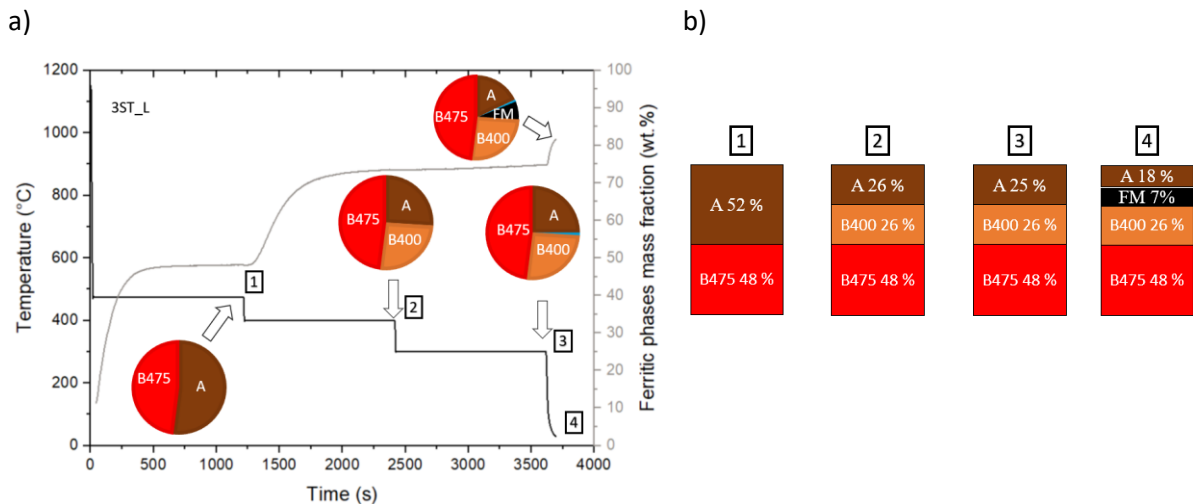 a)
b)
3ST_L
Temperature (°C)
1200
1000
800
600
400
200
0
Ferritic phases mass fraction (wt.%)
100
90
80
70
60
50
40
30
20
10
0
0 500 1000 1500 2000 2500 3000 3500 4000
Time (s)
B475 A
1
B475 A
B400
2
B475 A
B400
3
B475 A
FM
B400
4
1
A 52 %
B475 48 %
2
A 26 %
B400 26 %
B475 48 %
3
A 25 %
B400 26 %
B475 48 %
4
A 18 %
FM 7%
B400 26 %
B475 48 %